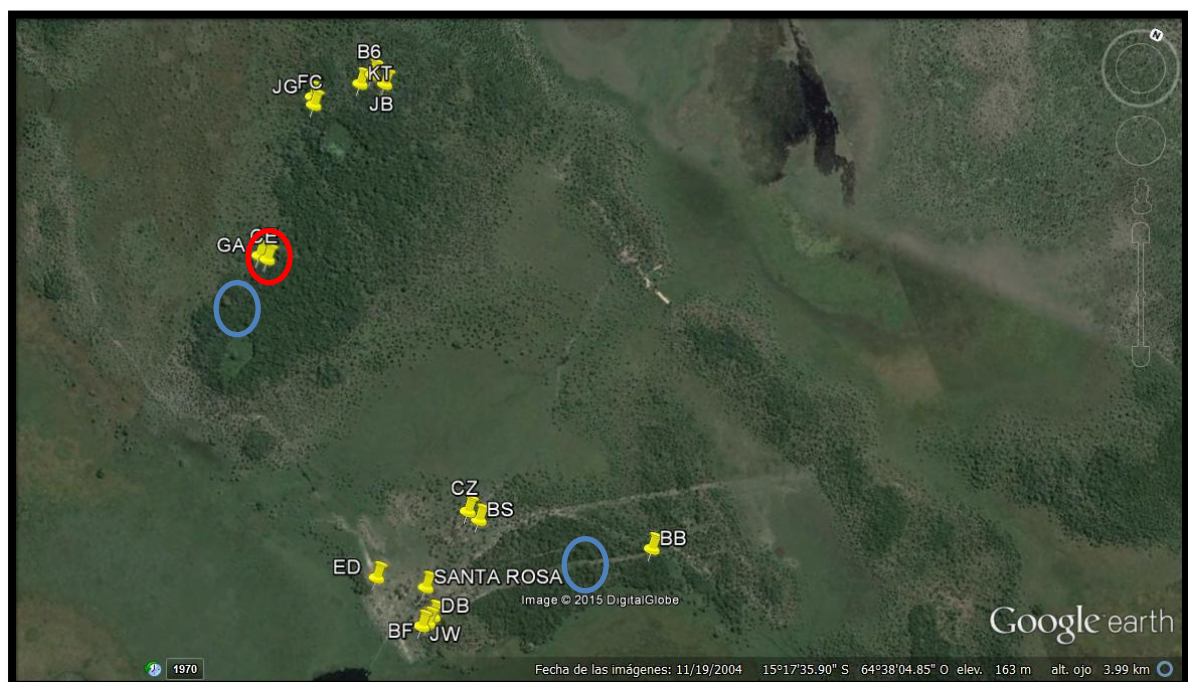 B6
JG FC KT
JB
GA CE
CZ
BS
BB
ED
SANTA ROSA
Image © 2015 DigitalGlobe
DB
BF JW
Google earth
N
1970
Fecha de las imágenes: 11/19/2004 15°17'35.90" S 64°38'04.85" O elev. 163 m alt. ojo 3.99 km